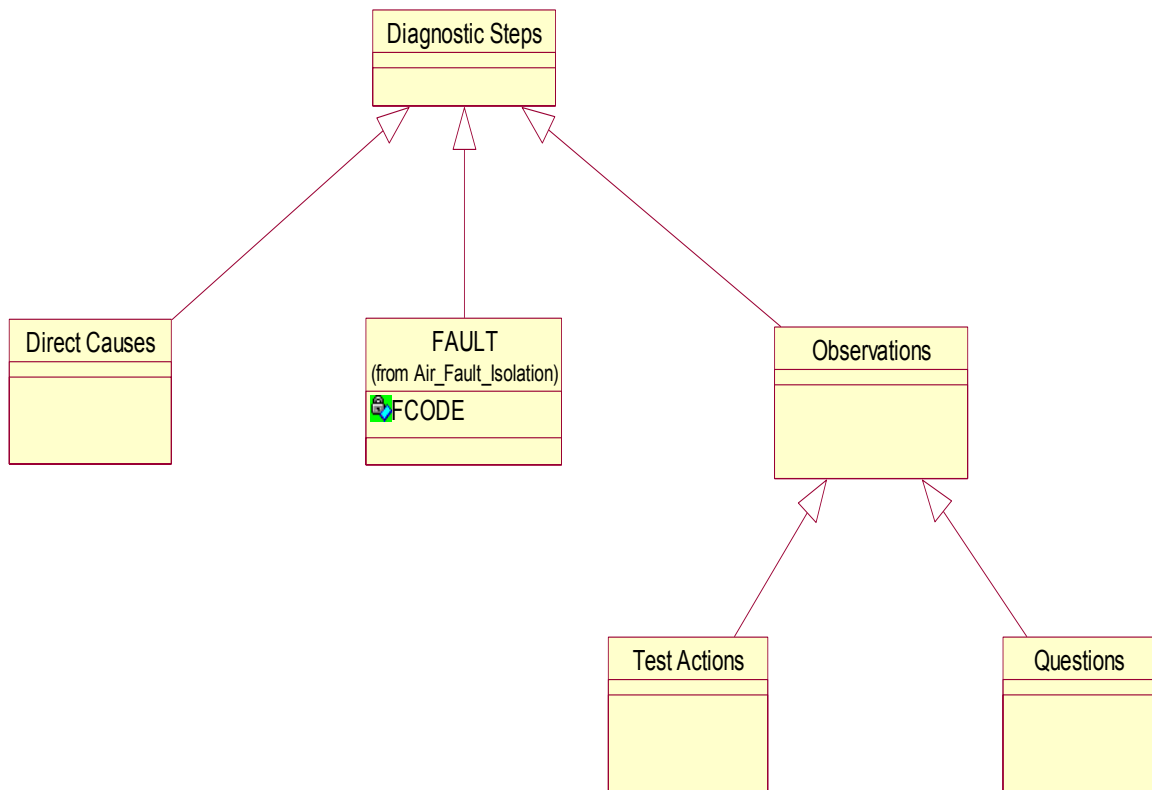 Diagnostic Steps
Direct Causes
FAULT
(from Air_Fault_Isolation)
FCODE
Observations
Test Actions
Questions